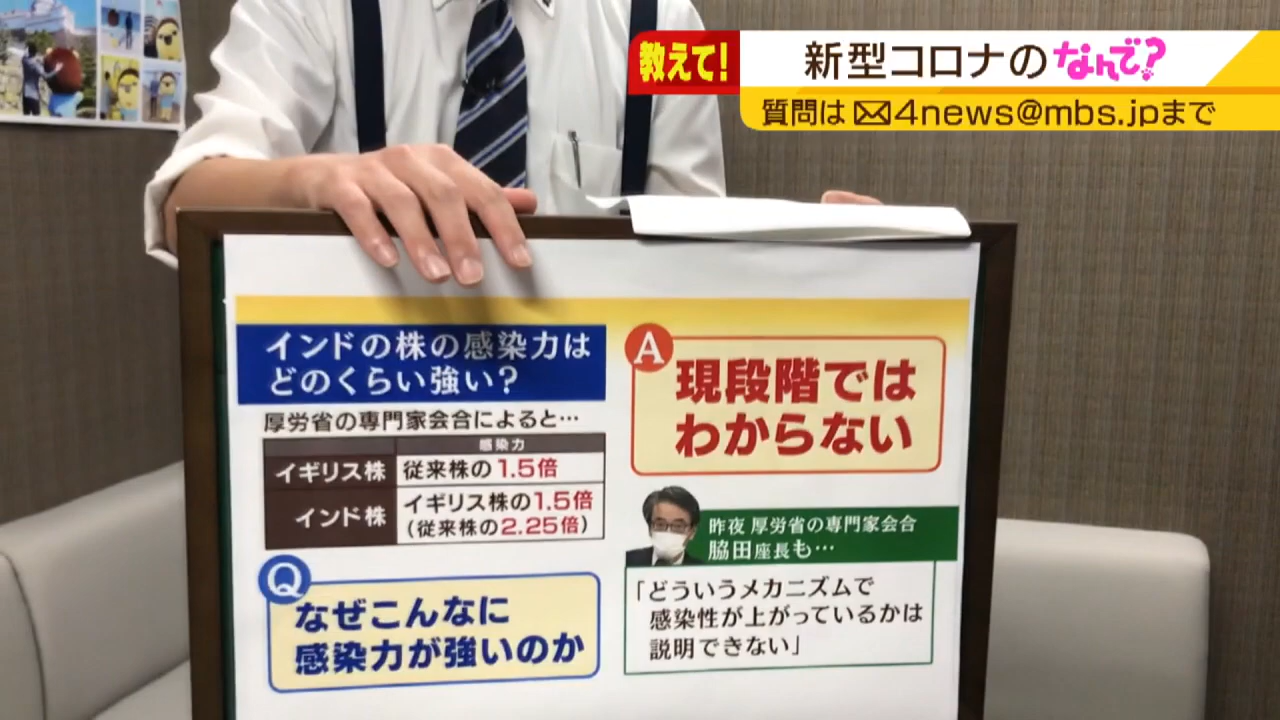 教えて!
新型コロナのなんで?
質問は✉4news@mbs.jpまで
インドの株の感染力は
どのくらい強い?
厚労省の専門家会合によると…
感染力
イギリス株 従来株の1.5倍
インド株 イギリス株の1.5倍
(従来株の2.25倍)
Q
なぜこんなに
感染力が強いのか
A
現段階では
わからない
昨夜 厚労省の専門家会合
脇田座長も…
「どういうメカニズムで
感染性が上がっているかは
説明できない」